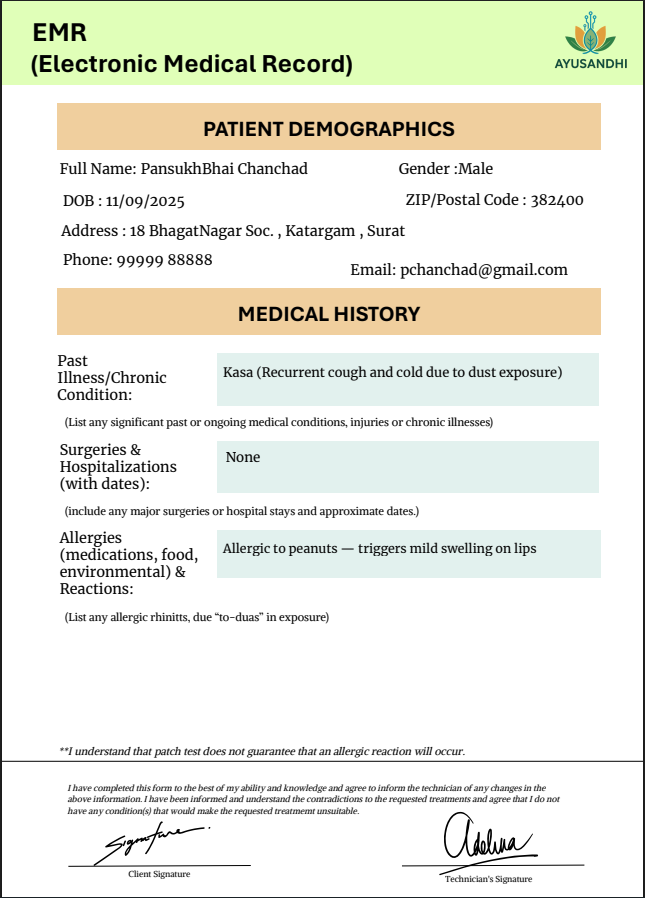 EMR
(Electronic Medical Record)
AYUSANDHI
PATIENT DEMOGRAPHICS
Full Name: PansukhBhai Chanchad Gender :Male
DOB : 11/09/2025 ZIP/Postal Code : 382400
Address : 18 BhagatNagar Soc. , Katargam , Surat
Phone: 99999 88888
Email: pchanchad@gmail.com
MEDICAL HISTORY
Past
Illness/Chronic
Condition:
Kasa (Recurrent cough and cold due to dust exposure)
(List any significant past or ongoing medical conditions, injuries or chronic illnesses)
Surgeries &
Hospitalizations
(with dates):
None
(include any major surgeries or hospital stays and approximate dates.)
Allergies
(medications, food,
environmental) &
Reactions:
Allergic to peanuts — triggers mild swelling on lips
(List any allergic rhinitts, due “to-duas” in exposure)
**I understand that patch test does not guarantee that an allergic reaction will occur.
I have completed this form to the best of my ability and knowledge and agree to inform the technician of any changes in the
above information. I have been informed and understand the contradictions to the requested treatments and agree that I do not
have any condition(s) that would make the requested treatmemt unsuitable.
Signature
Adelina
Client Signature
Technician's Signature